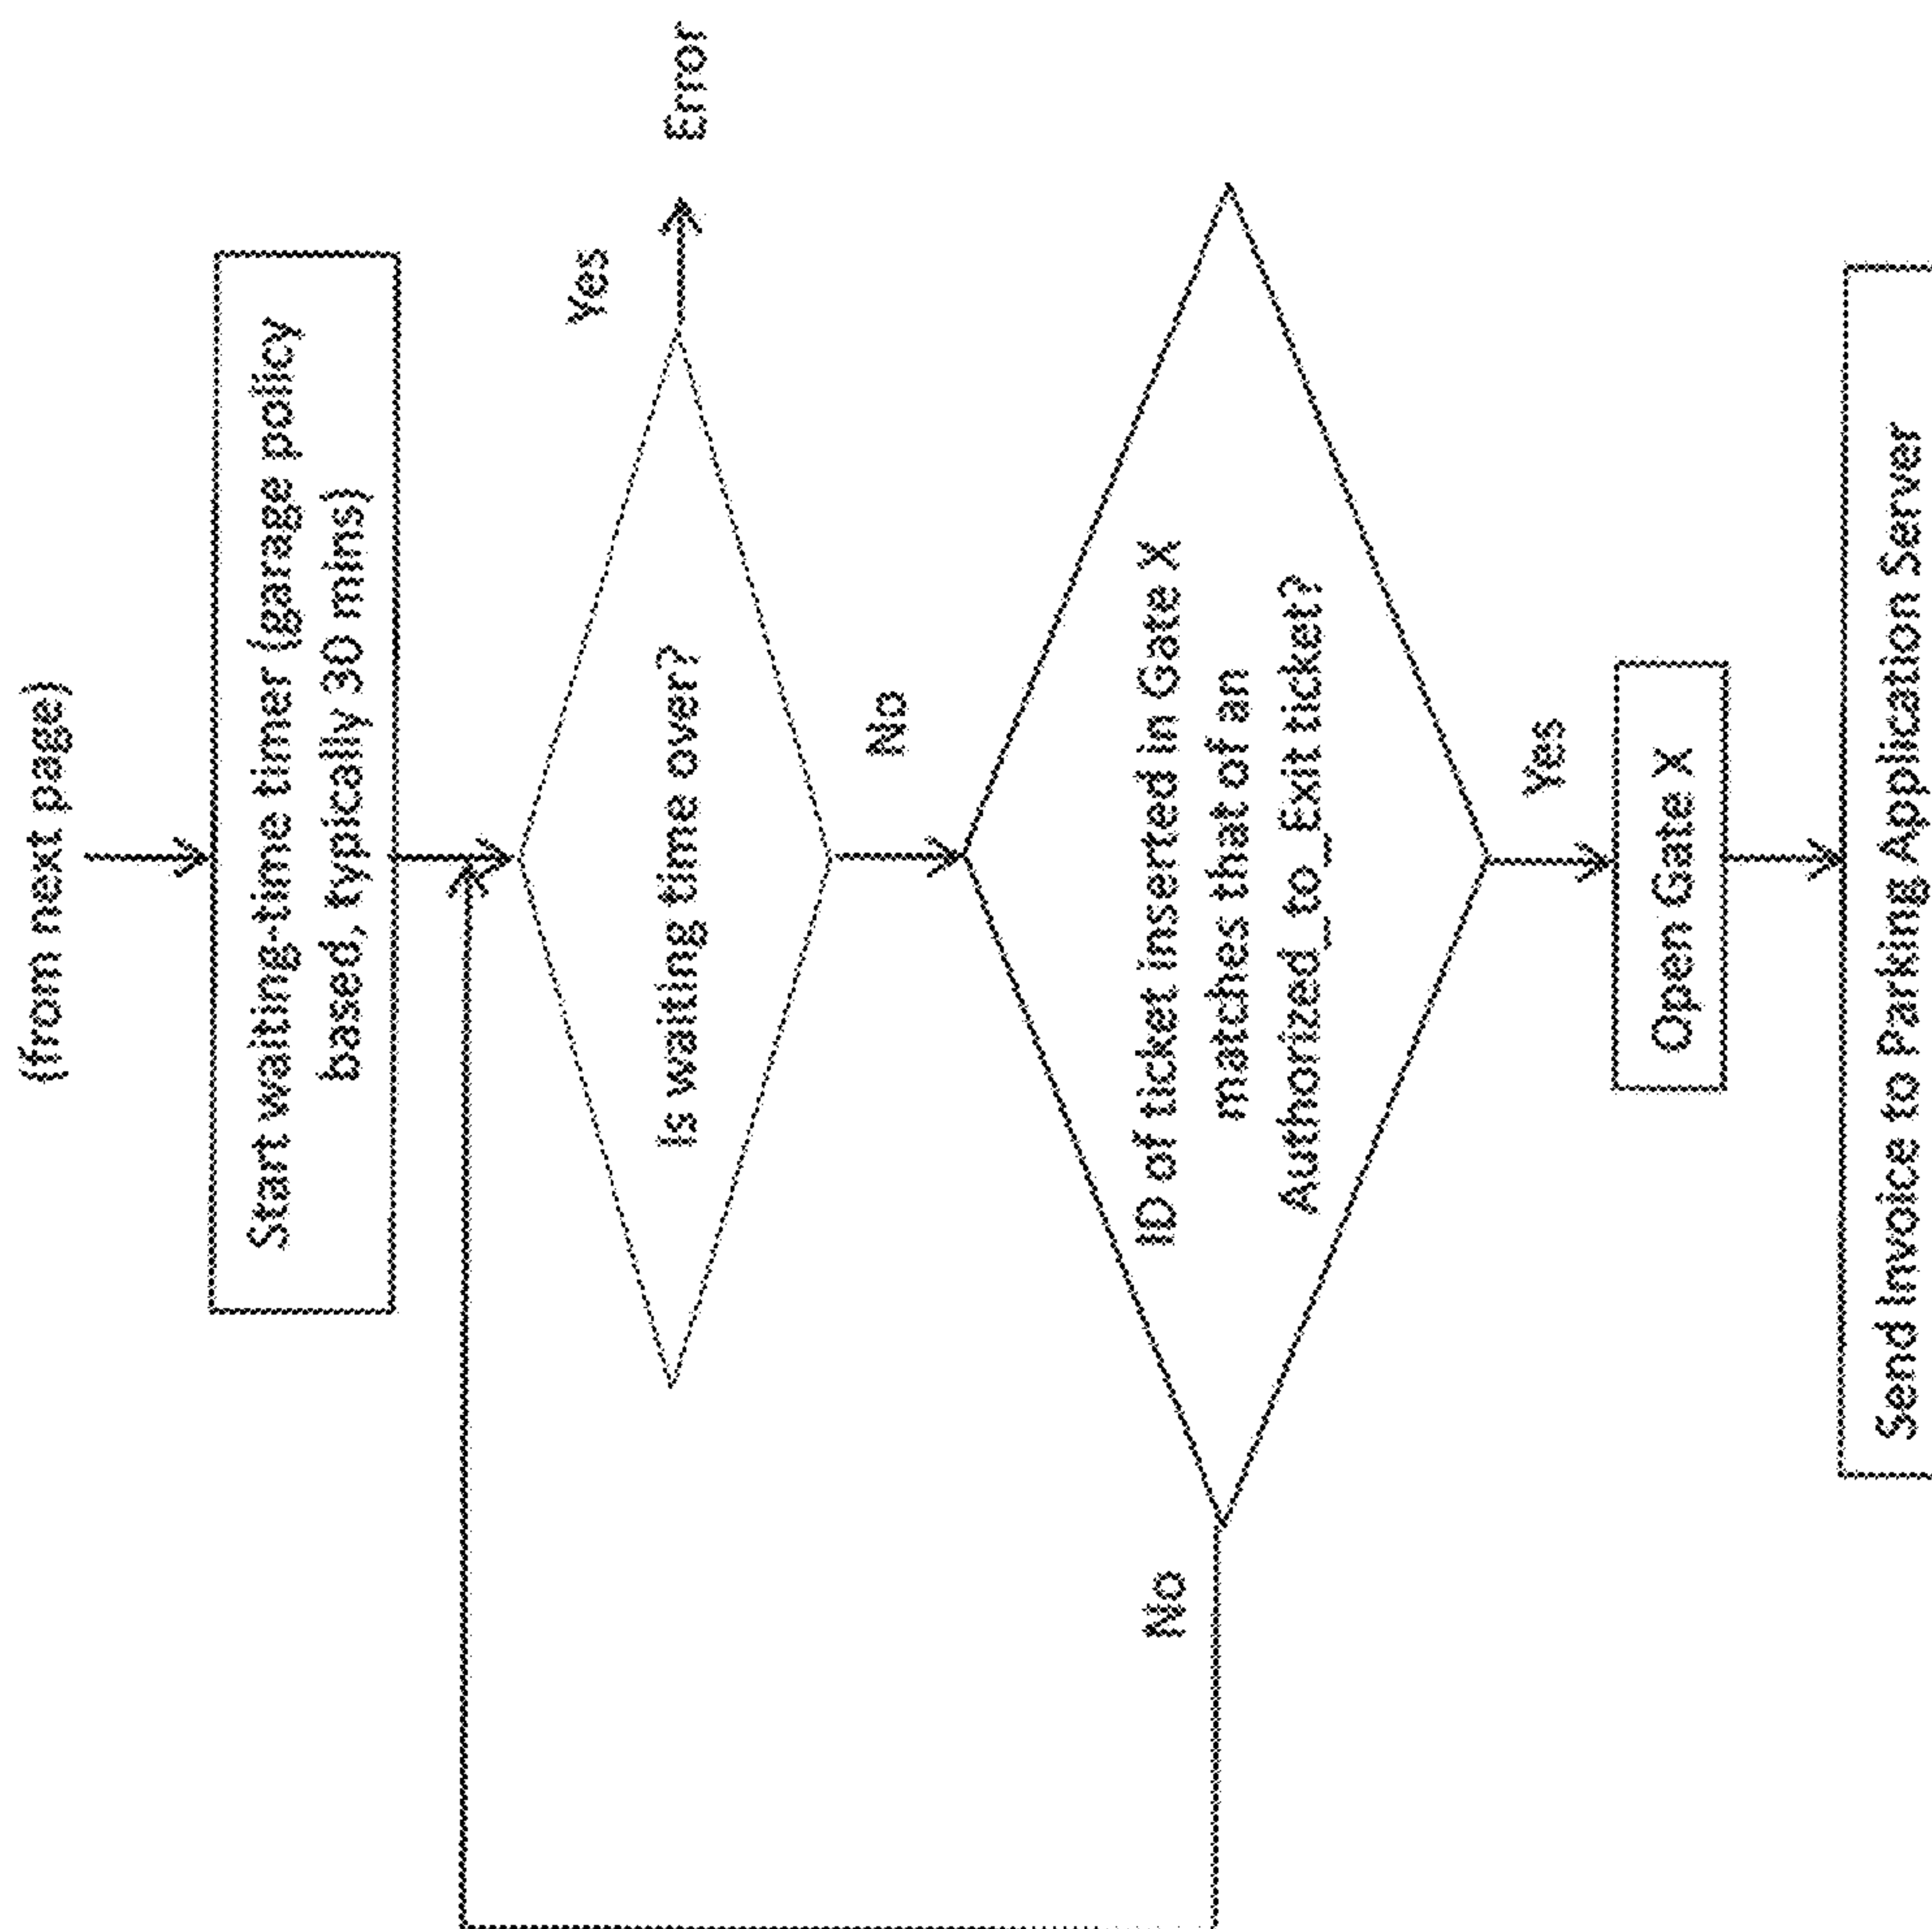 (from next page)
Start waiting-time timer (garage policy
based, typically 30 mins)
Yes
Error
Is waiting time over?
No
ID of ticket inserted in Gate X
matches that of an
Authorized_to_Exit ticket?
No
Yes
Open Gate X
Send Invoice to Parking Application Server